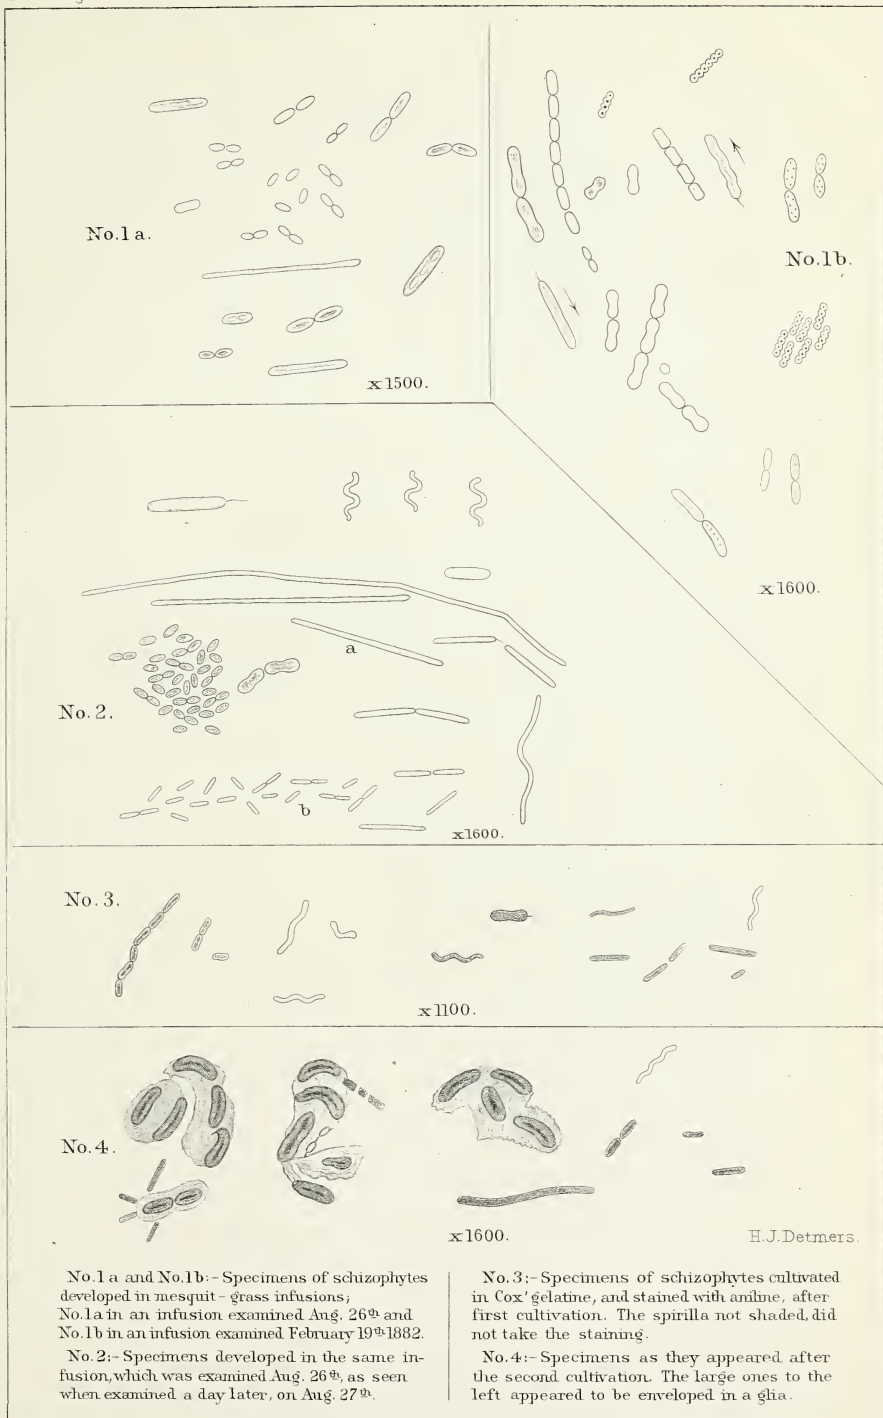 No.1 a.
x1500.
No.1b.
x1600.
a
No. 2.
b
x1600.
No. 3.
x1100.
No. 4.
x1600.
H.J.Detmers.
No.1 a and No.1b:- Specimens of schizophytes
developed in mesquit-grass infusions;
No.1a in an infusion examined Aug. 26th and
No.1b in an infusion examined February 19th 1882.
No. 2:- Specimens developed in the same in-
fusion, which was examined Aug. 26th, as seen
when examined a day later, on Aug. 27th.
No. 3:- Specimens of schizophytes cultivated
in Cox' gelatine, and stained with aniline, after
first cultivation. The spirilla not shaded, did
not take the staining.
No. 4:- Specimens as they appeared after
the second cultivation. The large ones to the
left appeared to be enveloped in a glia.